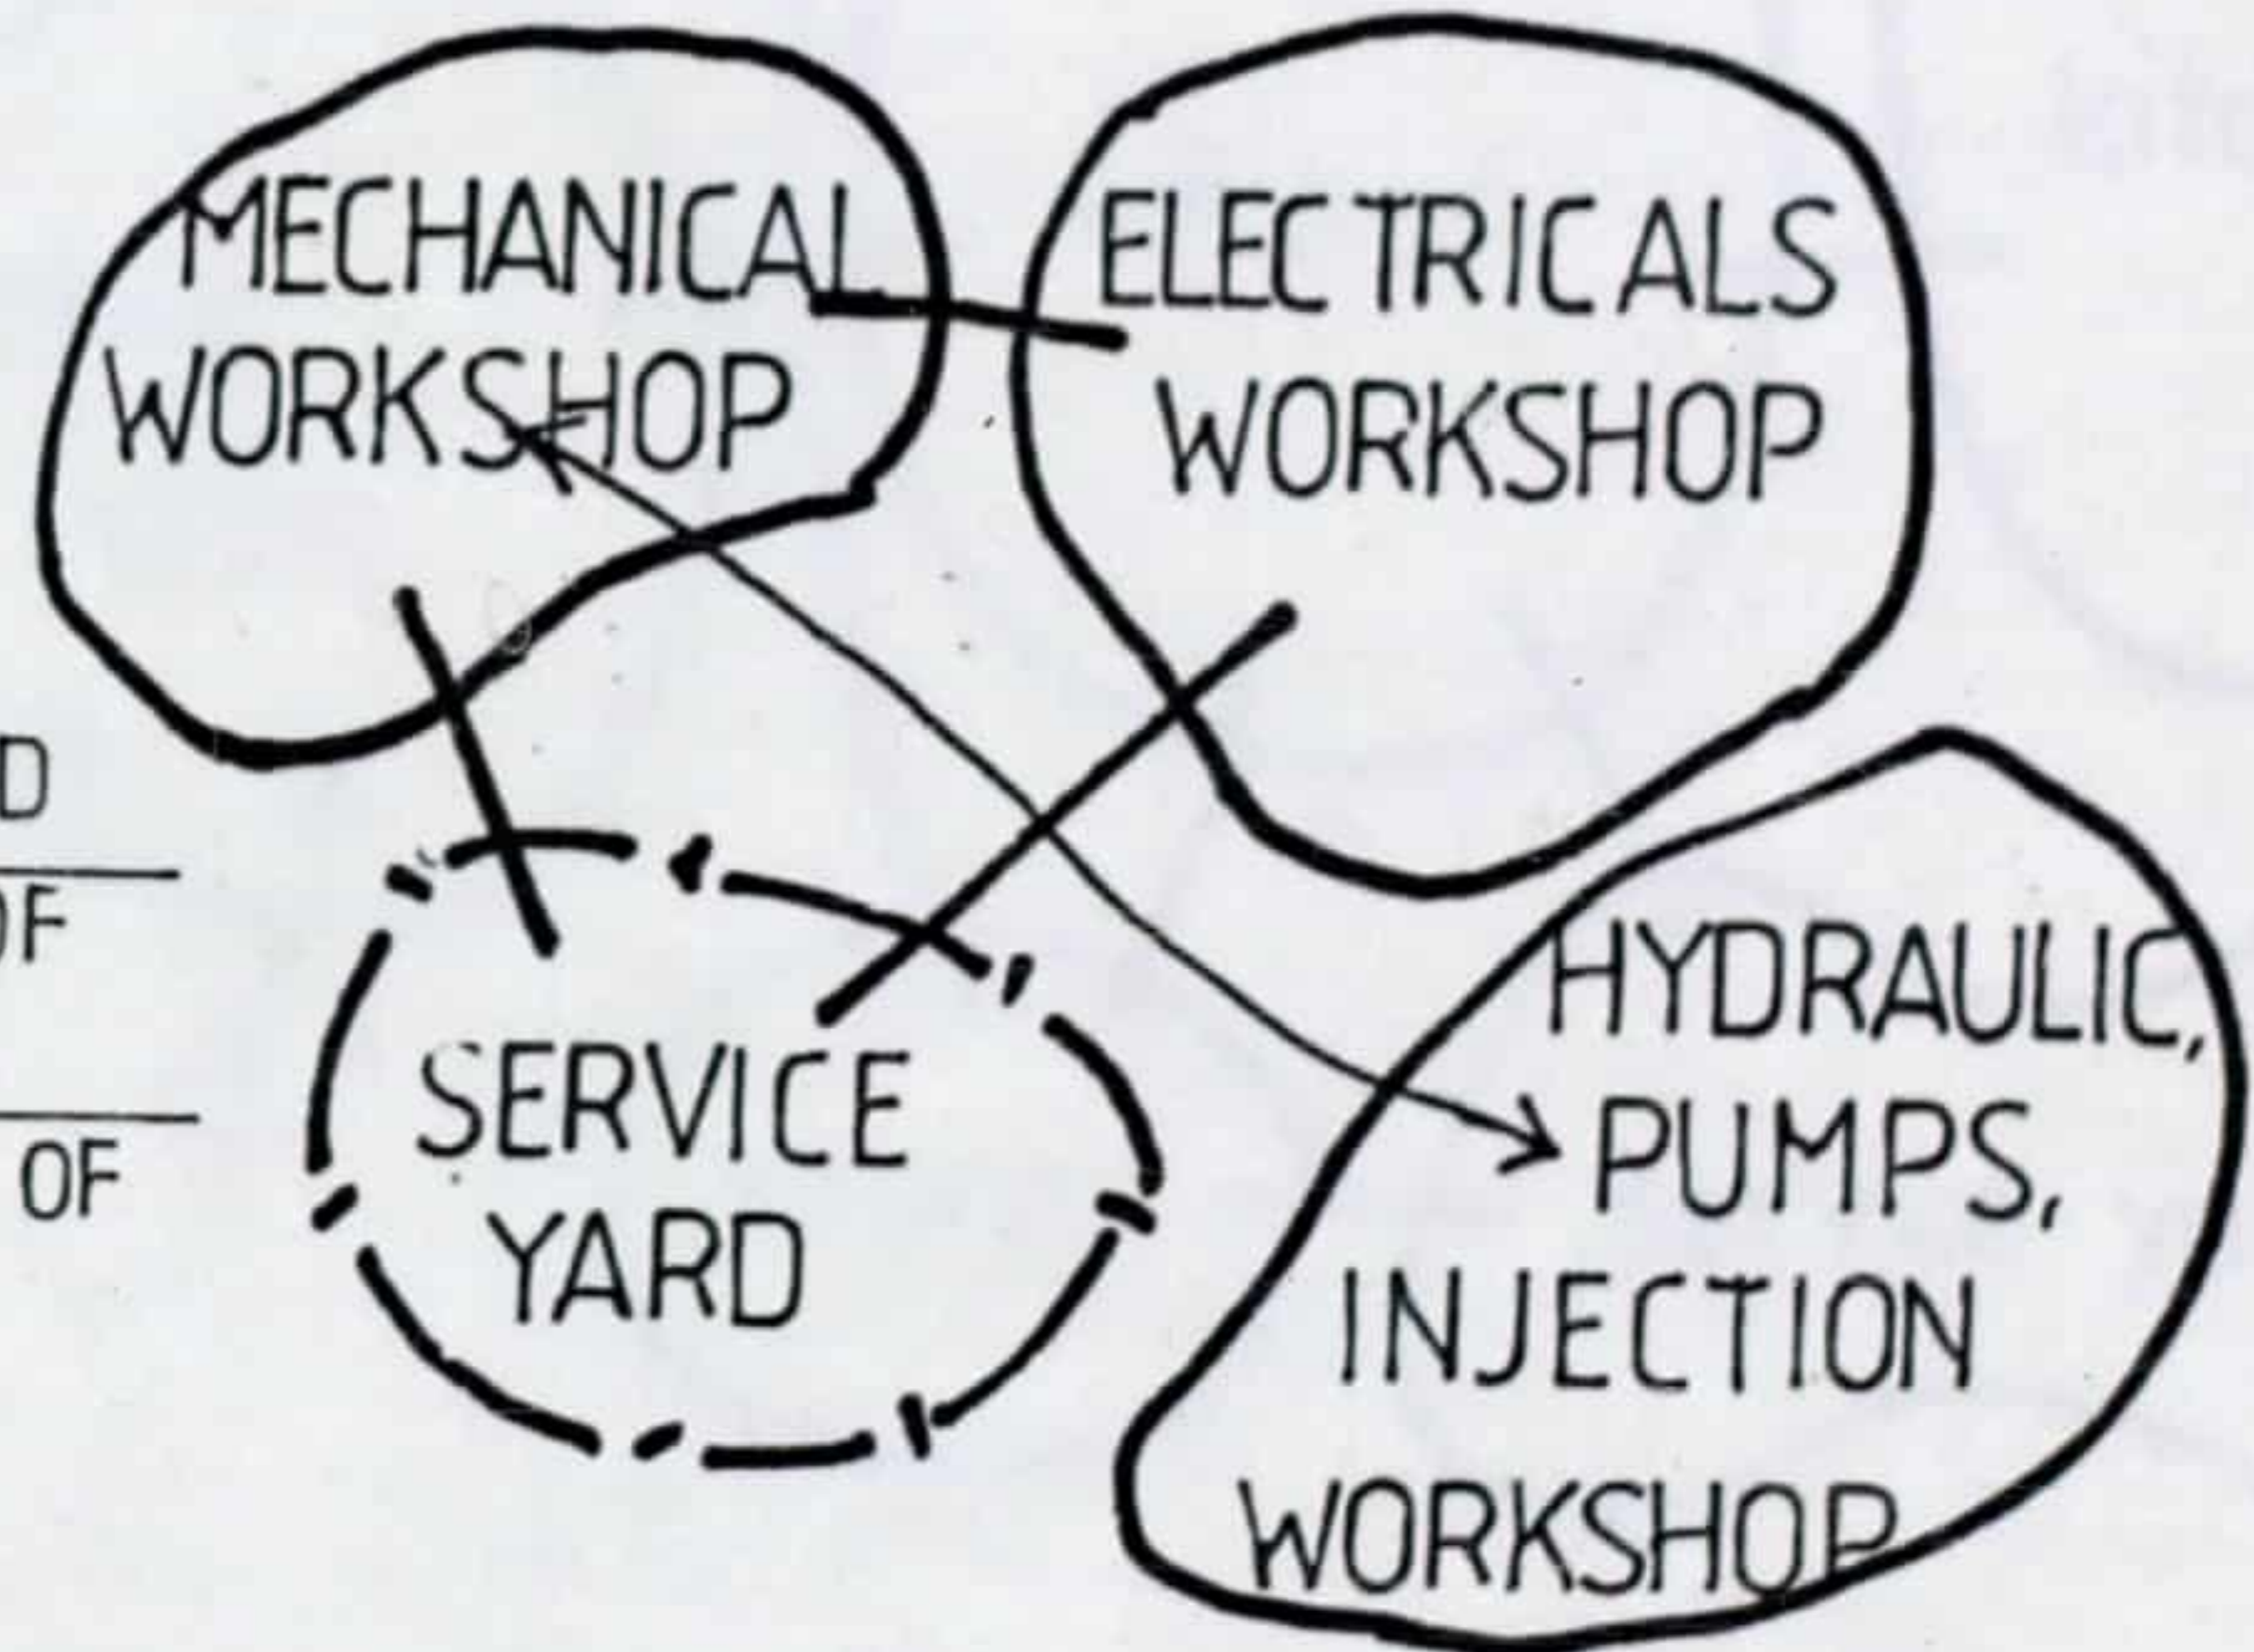 MECHANICAL
WORKSHOP
ELECTRICALS
WORKSHOP
D
OF
OF
SERVICE
YARD
HYDRAULIC,
PUMPS,
INJECTION
WORKSHOP